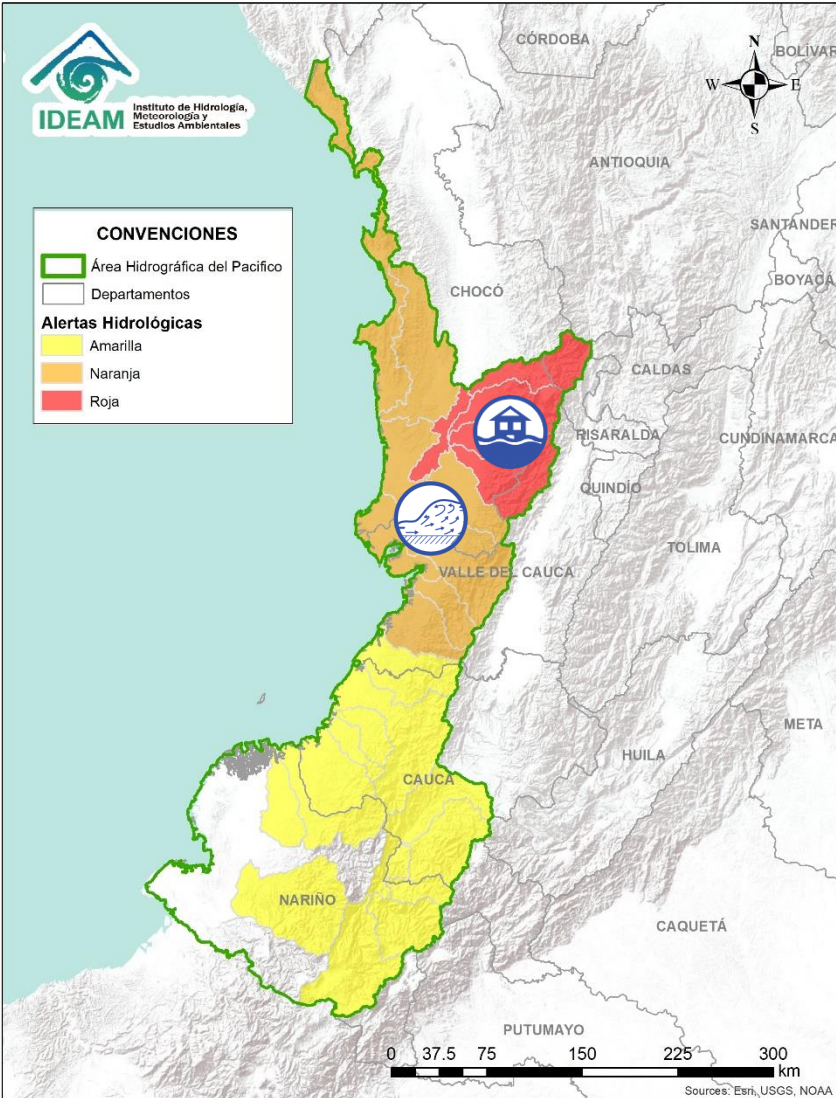 IDEAM
Instituto de Hidrología,
Meteorología y
Estudios Ambientales
N
W
E
S
CÓRDOBA
BOLÍVAR
ANTIOQUIA
SANTANDER
BOYACÁ
CONVENCIONES
Área Hidrográfica del Pacifico
Departamentos
Alertas Hidrológicas
Amarilla
Naranja
Roja
CHOCÓ
CALDAS
RISARALDA
CUNDINAMARCA
QUINDÍO
TOLIMA
VALLE DEL CAUCA
META
HUILA
CAUCA
NARIÑO
CAQUETÁ
PUTUMAYO
0 37.5 75 150 225 300
km
Sources: Esri, USGS, NOAA